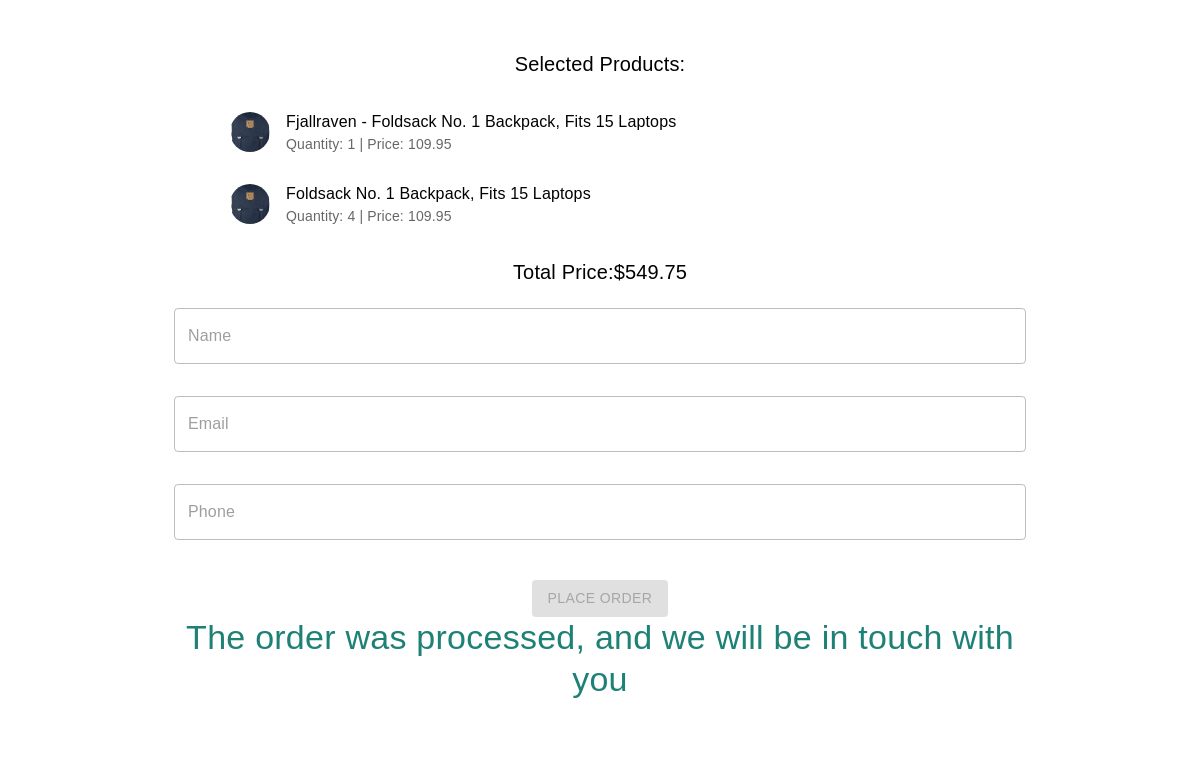 Selected Products:
Fjallraven - Foldsack No. 1 Backpack, Fits 15 Laptops
Quantity: 1 | Price: 109.95
Foldsack No. 1 Backpack, Fits 15 Laptops
Quantity: 4 | Price: 109.95
Total Price:$549.75
Name
Email
Phone
PLACE ORDER
The order was processed, and we will be in touch with
you